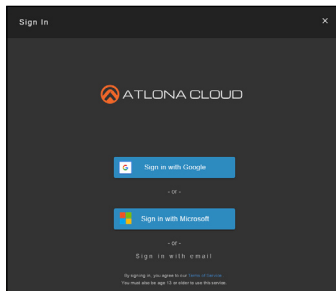 Sign In
×
ATLONA CLOUD
G Sign in with Google
- or -
Sign in with Microsoft
- or -
Sign in with email
By signing in, you agree to our Terms of Service.
You must also be age 13 or older to use this service.